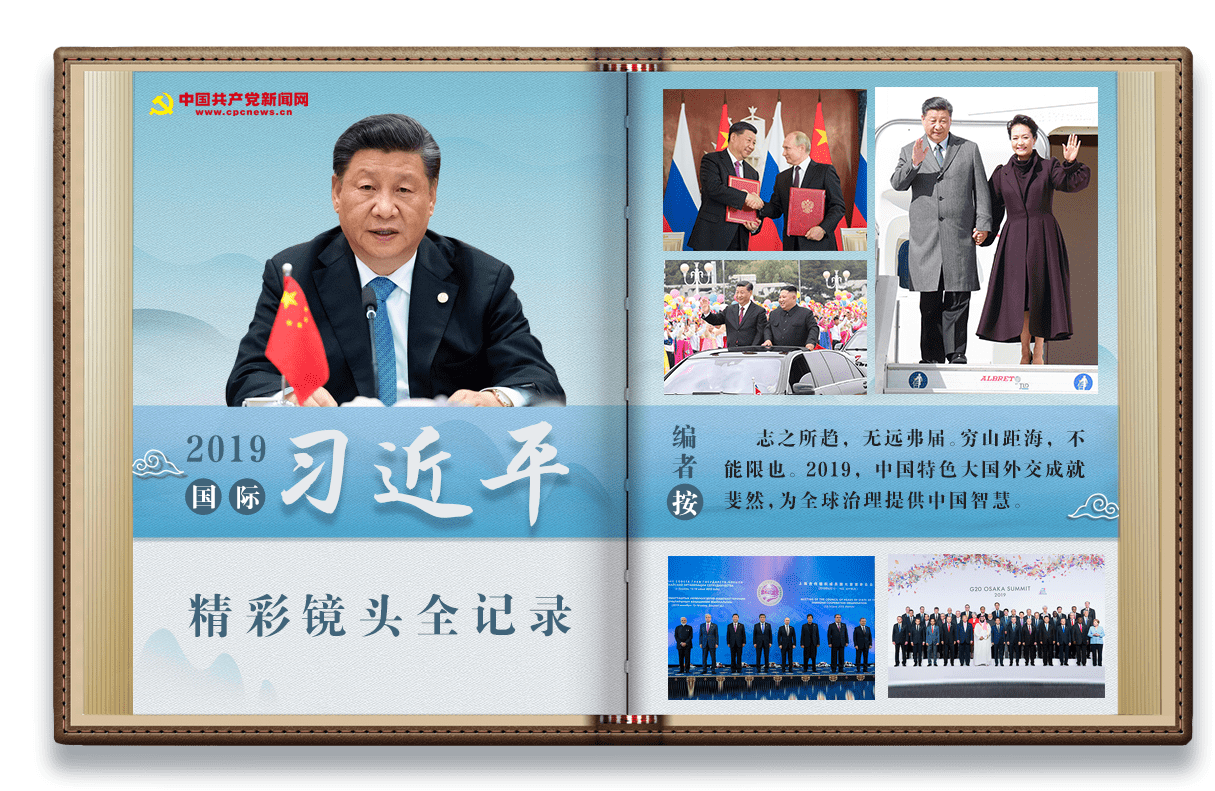 中国共产党新闻网
www.cpcnews.cn
2019
国际
习近平
精彩镜头全记录
编者按
志之所趋，无远弗届。穷山距海，不
能限也。2019，中国特色大国外交成就
斐然，为全球治理提供中国智慧。
ALBRET
G20 OSAKA SUMMIT
2019